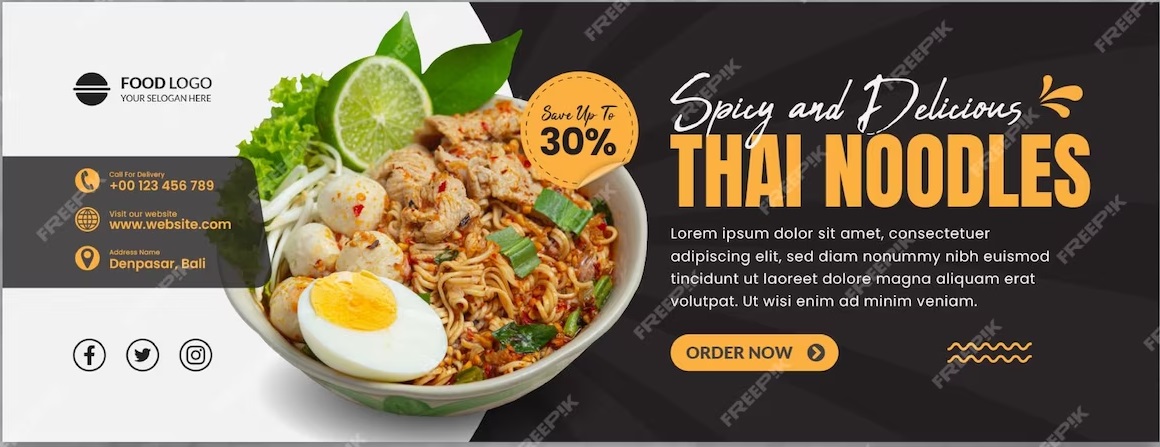 FOOD LOGO
YOUR SELOGAN HERE
Call For Delivery
+00 123 456 789
Visit our website
www.website.com
Address Name
Denpasar, Bali
Save Up To
30%
Spicy and Delicious
THAI NOODLES
Lorem ipsum dolor sit amet, consectetuer
adipiscing elit, sed diam nonummy nibh euismod
tincidunt ut laoreet dolore magna aliquam erat
volutpat. Ut wisi enim ad minim veniam.
ORDER NOW
FREEPIK